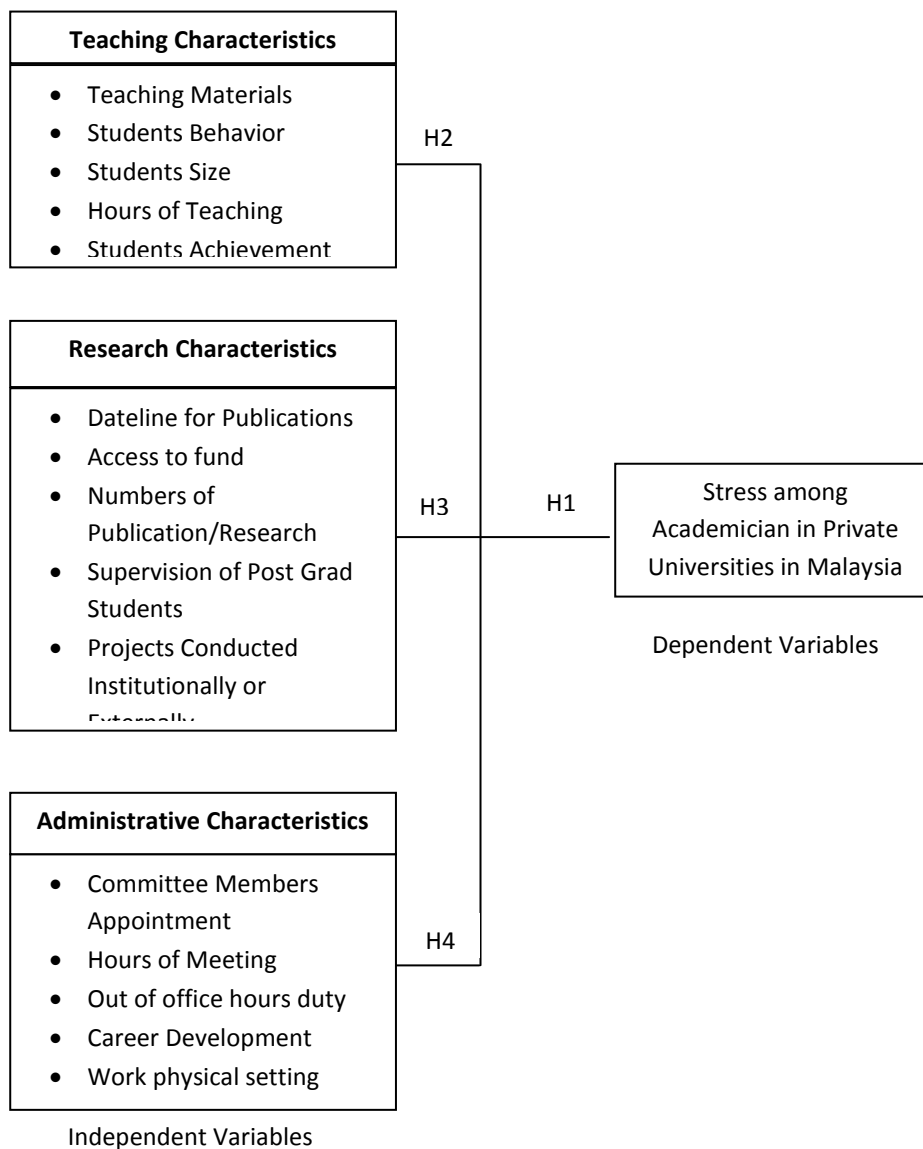 Teaching Characteristics
• Teaching Materials
• Students Behavior
• Students Size
• Hours of Teaching
• Students Achievement
H2
Research Characteristics
• Dateline for Publications
• Access to fund
• Numbers of
Publication/Research
• Supervision of Post Grad
Students
• Projects Conducted
Institutionally or
Externally
H3
H1
Stress among
Academician in Private
Universities in Malaysia
Dependent Variables
Administrative Characteristics
• Committee Members
Appointment
• Hours of Meeting
• Out of office hours duty
• Career Development
• Work physical setting
H4
Independent Variables